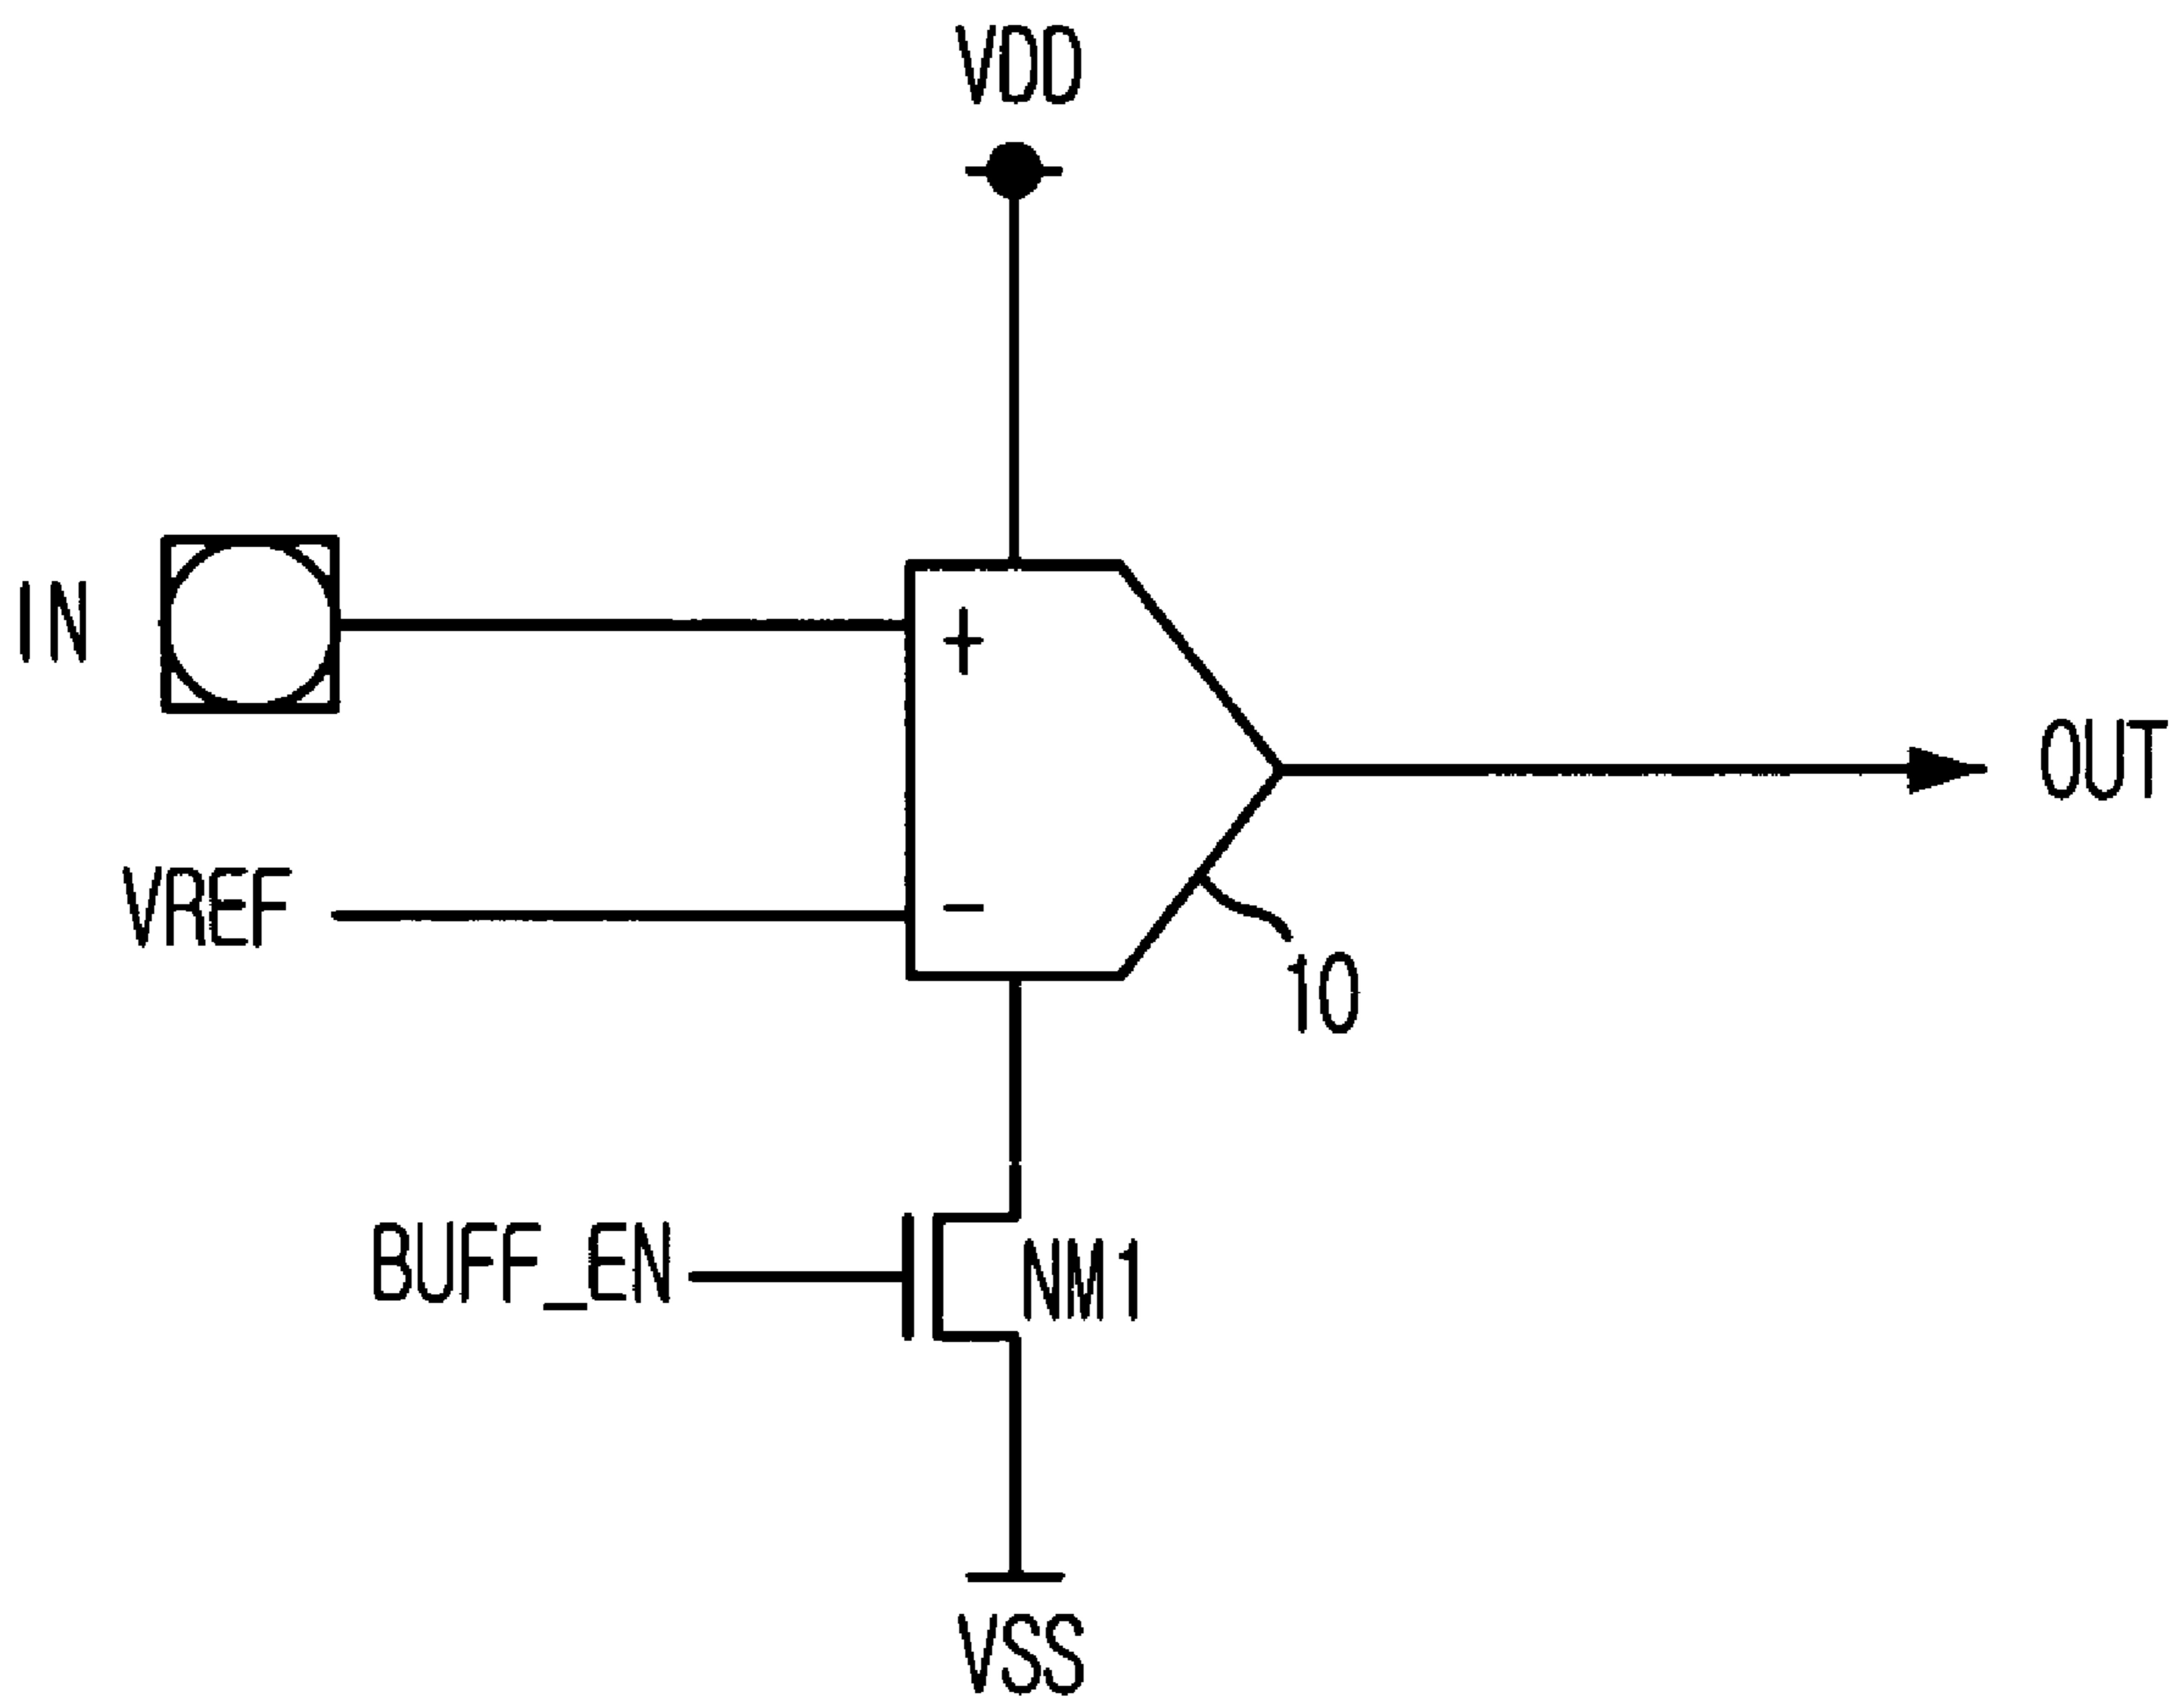 VDD
IN
+
OUT
VREF
-
10
BUFF_EN
NM1
VSS